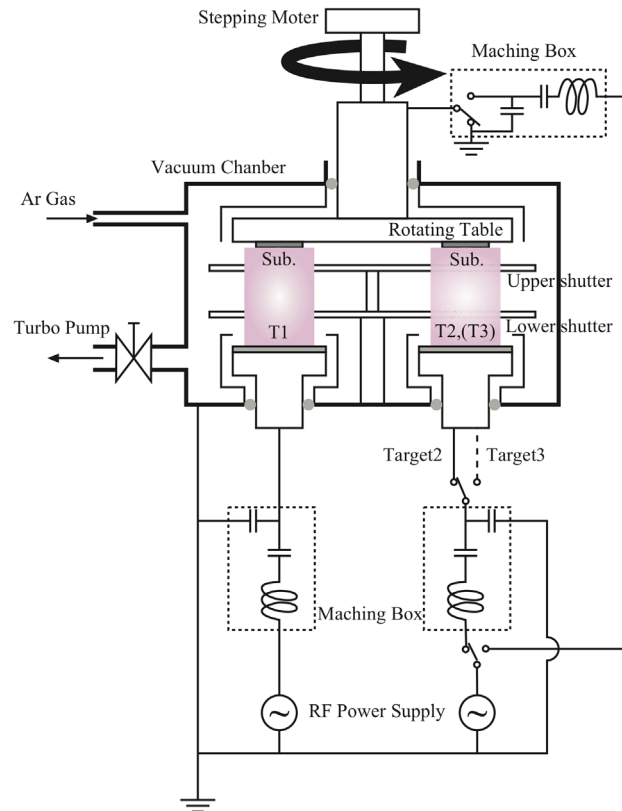 Stepping Moter
Maching Box
Vacuum Chanber
Ar Gas
Rotating Table
Sub.
Sub.
Upper shutter
Turbo Pump
T1
T2,(T3)
Lower shutter
Target2
Target3
Maching Box
RF Power Supply